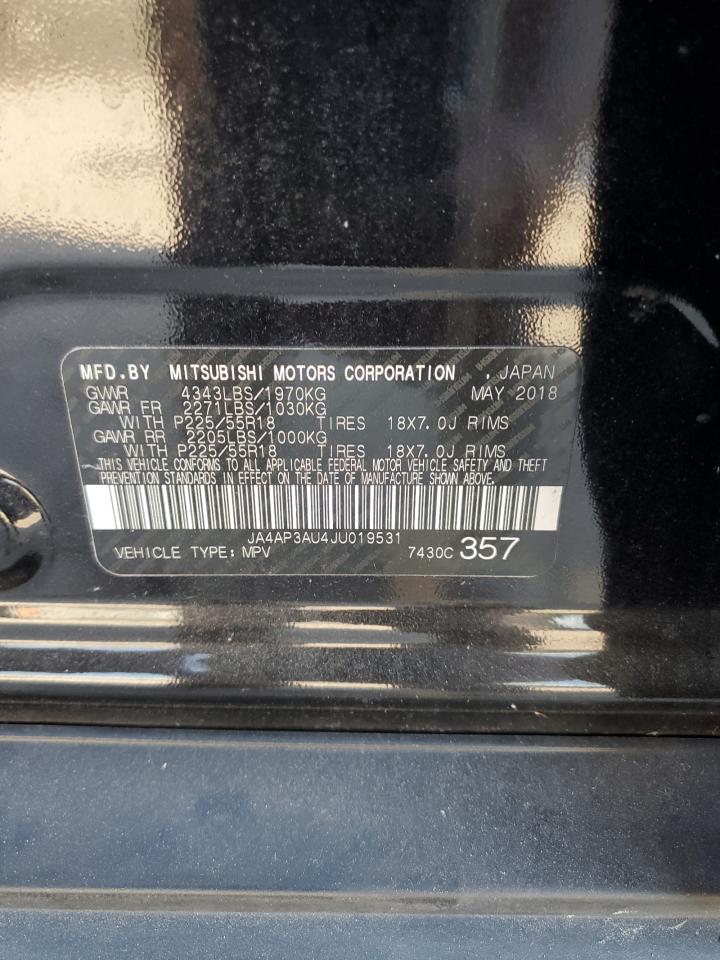 MFD.BY MITSUBISHI MOTORS CORPORATION , JAPAN
GVWR 4343LBS/1970KG MAY 2018
GAWR FR 2271LBS/1030KG
WITH P225/55R18 TIRES 18X7.0J RIMS
GAWR RR 2205LBS/1000KG
WITH P225/55R18 TIRES 18X7.0J RIMS
THIS VEHICLE CONFORMS TO ALL APPLICABLE FEDERAL MOTOR VEHICLE SAFETY AND THEFT
PREVENTION STANDARDS IN EFFECT ON THE DATE OF MANUFACTURE SHOWN ABOVE.
JA4AP3AU4JU019531
VEHICLE TYPE:MPV 7430C 357